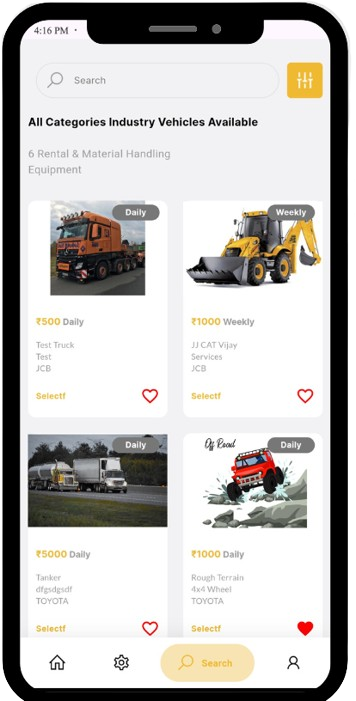 4:16 PM
Search
All Categories Industry Vehicles Available
6 Rental & Material Handling
Equipment
Daily
Weekly
₹500 Daily
₹1000 Weekly
Test Truck
Test
JCB
JJ CAT Vijay
Services
JCB
Selectf
Selectf
Daily
Off Road
Daily
₹5000 Daily
₹1000 Daily
Tanker
dfgsdgsdf
TOYOTA
Rough Terrain
4x4 Wheel
TOYOTA
Selectf
Selectf
Search